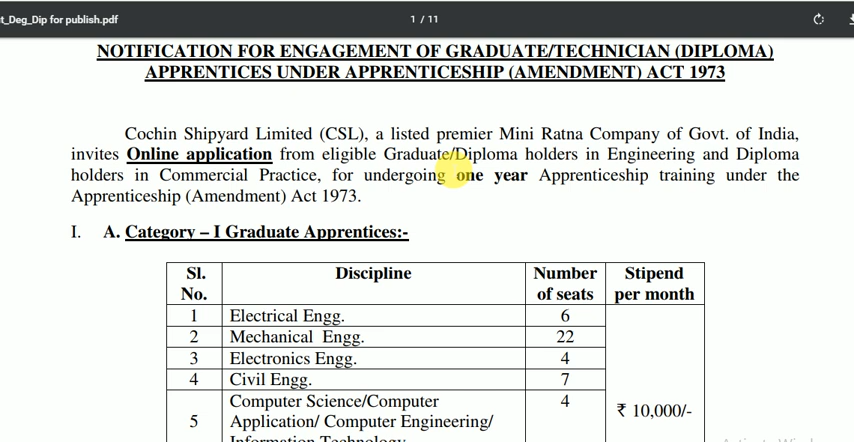 t_Deg_Dip for publish.pdf
1 / 11
NOTIFICATION FOR ENGAGEMENT OF GRADUATE/TECHNICIAN (DIPLOMA)
APPRENTICES UNDER APPRENTICESHIP (AMENDMENT) ACT 1973
Cochin Shipyard Limited (CSL), a listed premier Mini Ratna Company of Govt. of India,
invites Online application from eligible Graduate/Diploma holders in Engineering and Diploma
holders in Commercial Practice, for undergoing one year Apprenticeship training under the
Apprenticeship (Amendment) Act 1973.
I. A. Category – I Graduate Apprentices:-
Sl. No. Discipline Number of seats Stipend per month
1 Electrical Engg. 6
2 Mechanical Engg. 22
3 Electronics Engg. 4
4 Civil Engg. 7
5 Computer Science/Computer 4
Application/ Computer Engineering/
Information Technology
₹ 10,000/-